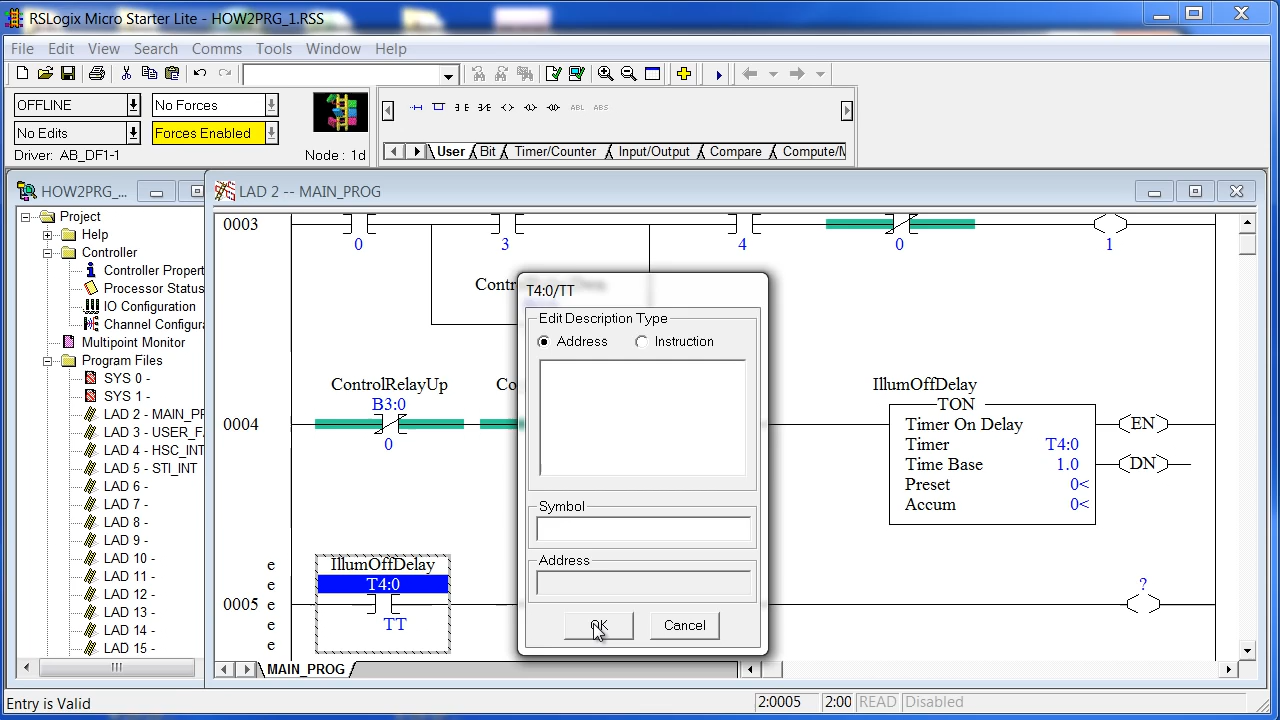 RSLogix Micro Starter Lite - HOW2PRG_1.RSS
File Edit View Search Comms Tools Window Help
OFFLINE No Forces
No Edits Forces Enabled
Driver: AB_DF1-1 Node : 1d
ABL ABS
User Bit Timer/Counter Input/Output Compare Compute/M
HOW2PRG_...
Project
Help
Controller
Controller Propert
Processor Status
IO Configuration
Channel Configura
Multipoint Monitor
Program Files
SYS 0 -
SYS 1 -
LAD 2 - MAIN_PR
LAD 3 - USER_F
LAD 4 - HSC_INT
LAD 5 - STI_INT
LAD 6 -
LAD 7 -
LAD 8 -
LAD 9 -
LAD 10 -
LAD 11 -
LAD 12 -
LAD 13 -
LAD 14 -
LAD 15 -
LAD 2 -- MAIN_PROG
0003
0 3 4 0 1
Contr
ControlRelayUp Co IllumOffDelay
B3:0 TON
0004 Timer On Delay EN
0 Timer T4:0
Time Base 1.0 DN
Preset 0<
Accum 0<
e IllumOffDelay
e T4:0 ?
0005 e
e TT
e
MAIN_PROG
T4:0/TT
Edit Description Type
Address Instruction
Symbol
Address
OK Cancel
Entry is Valid 2:0005 2:00 READ Disabled